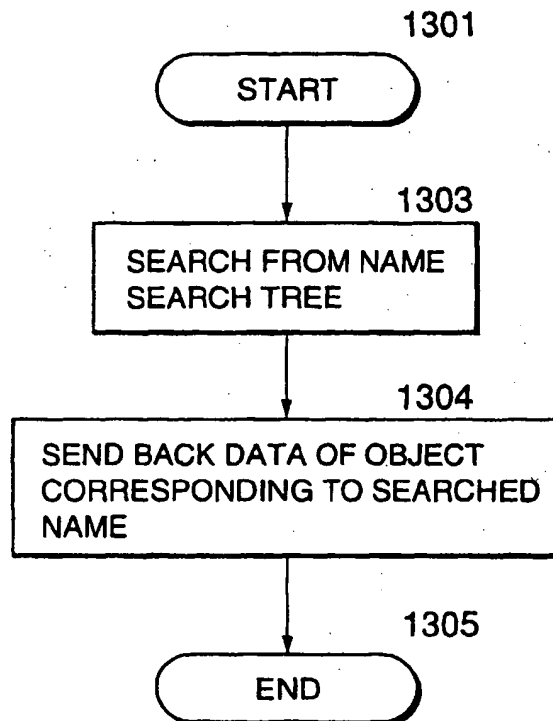 1301
START
1303
SEARCH FROM NAME
SEARCH TREE
1304
SEND BACK DATA OF OBJECT
CORRESPONDING TO SEARCHED
NAME
1305
END